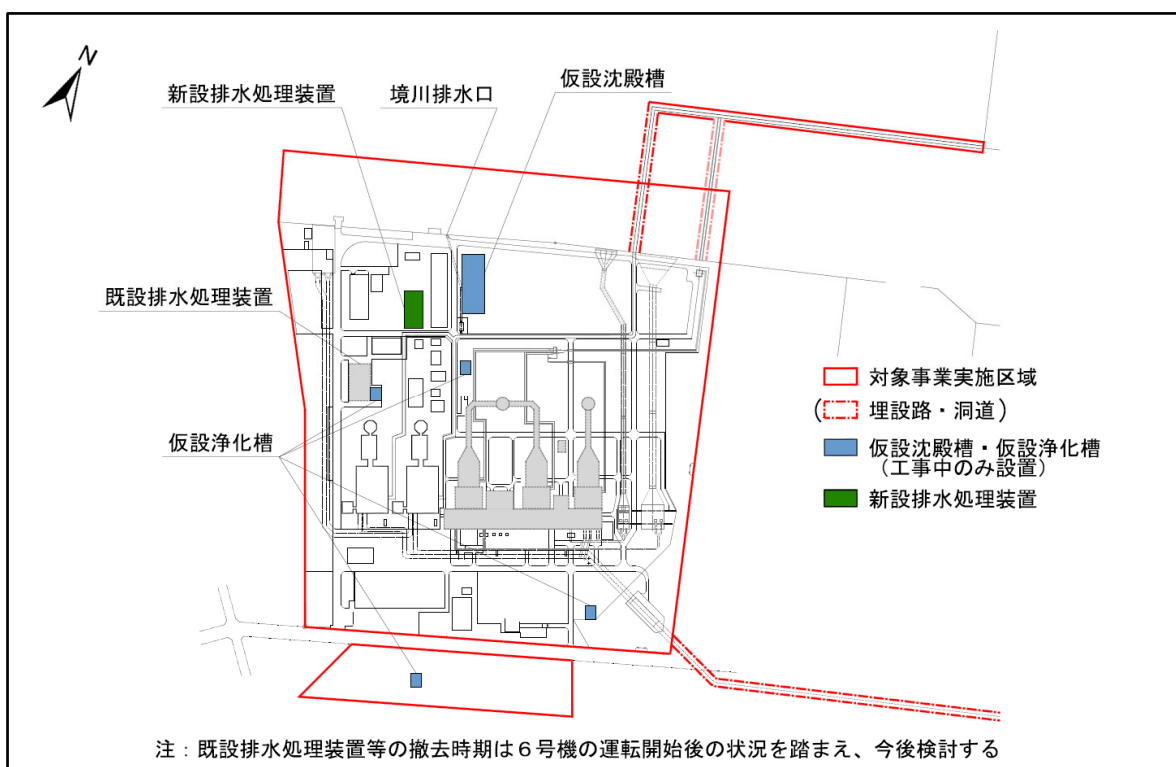 N
新設排水処理装置
境川排水口
仮設沈殿槽
既設排水処理装置
仮設浄化槽
対象事業実施区域
(埋設路・洞道)
仮設沈殿槽・仮設浄化槽
(工事中のみ設置)
新設排水処理装置
注：既設排水処理装置等の撤去時期は６号機の運転開始後の状況を踏まえ、今後検討する